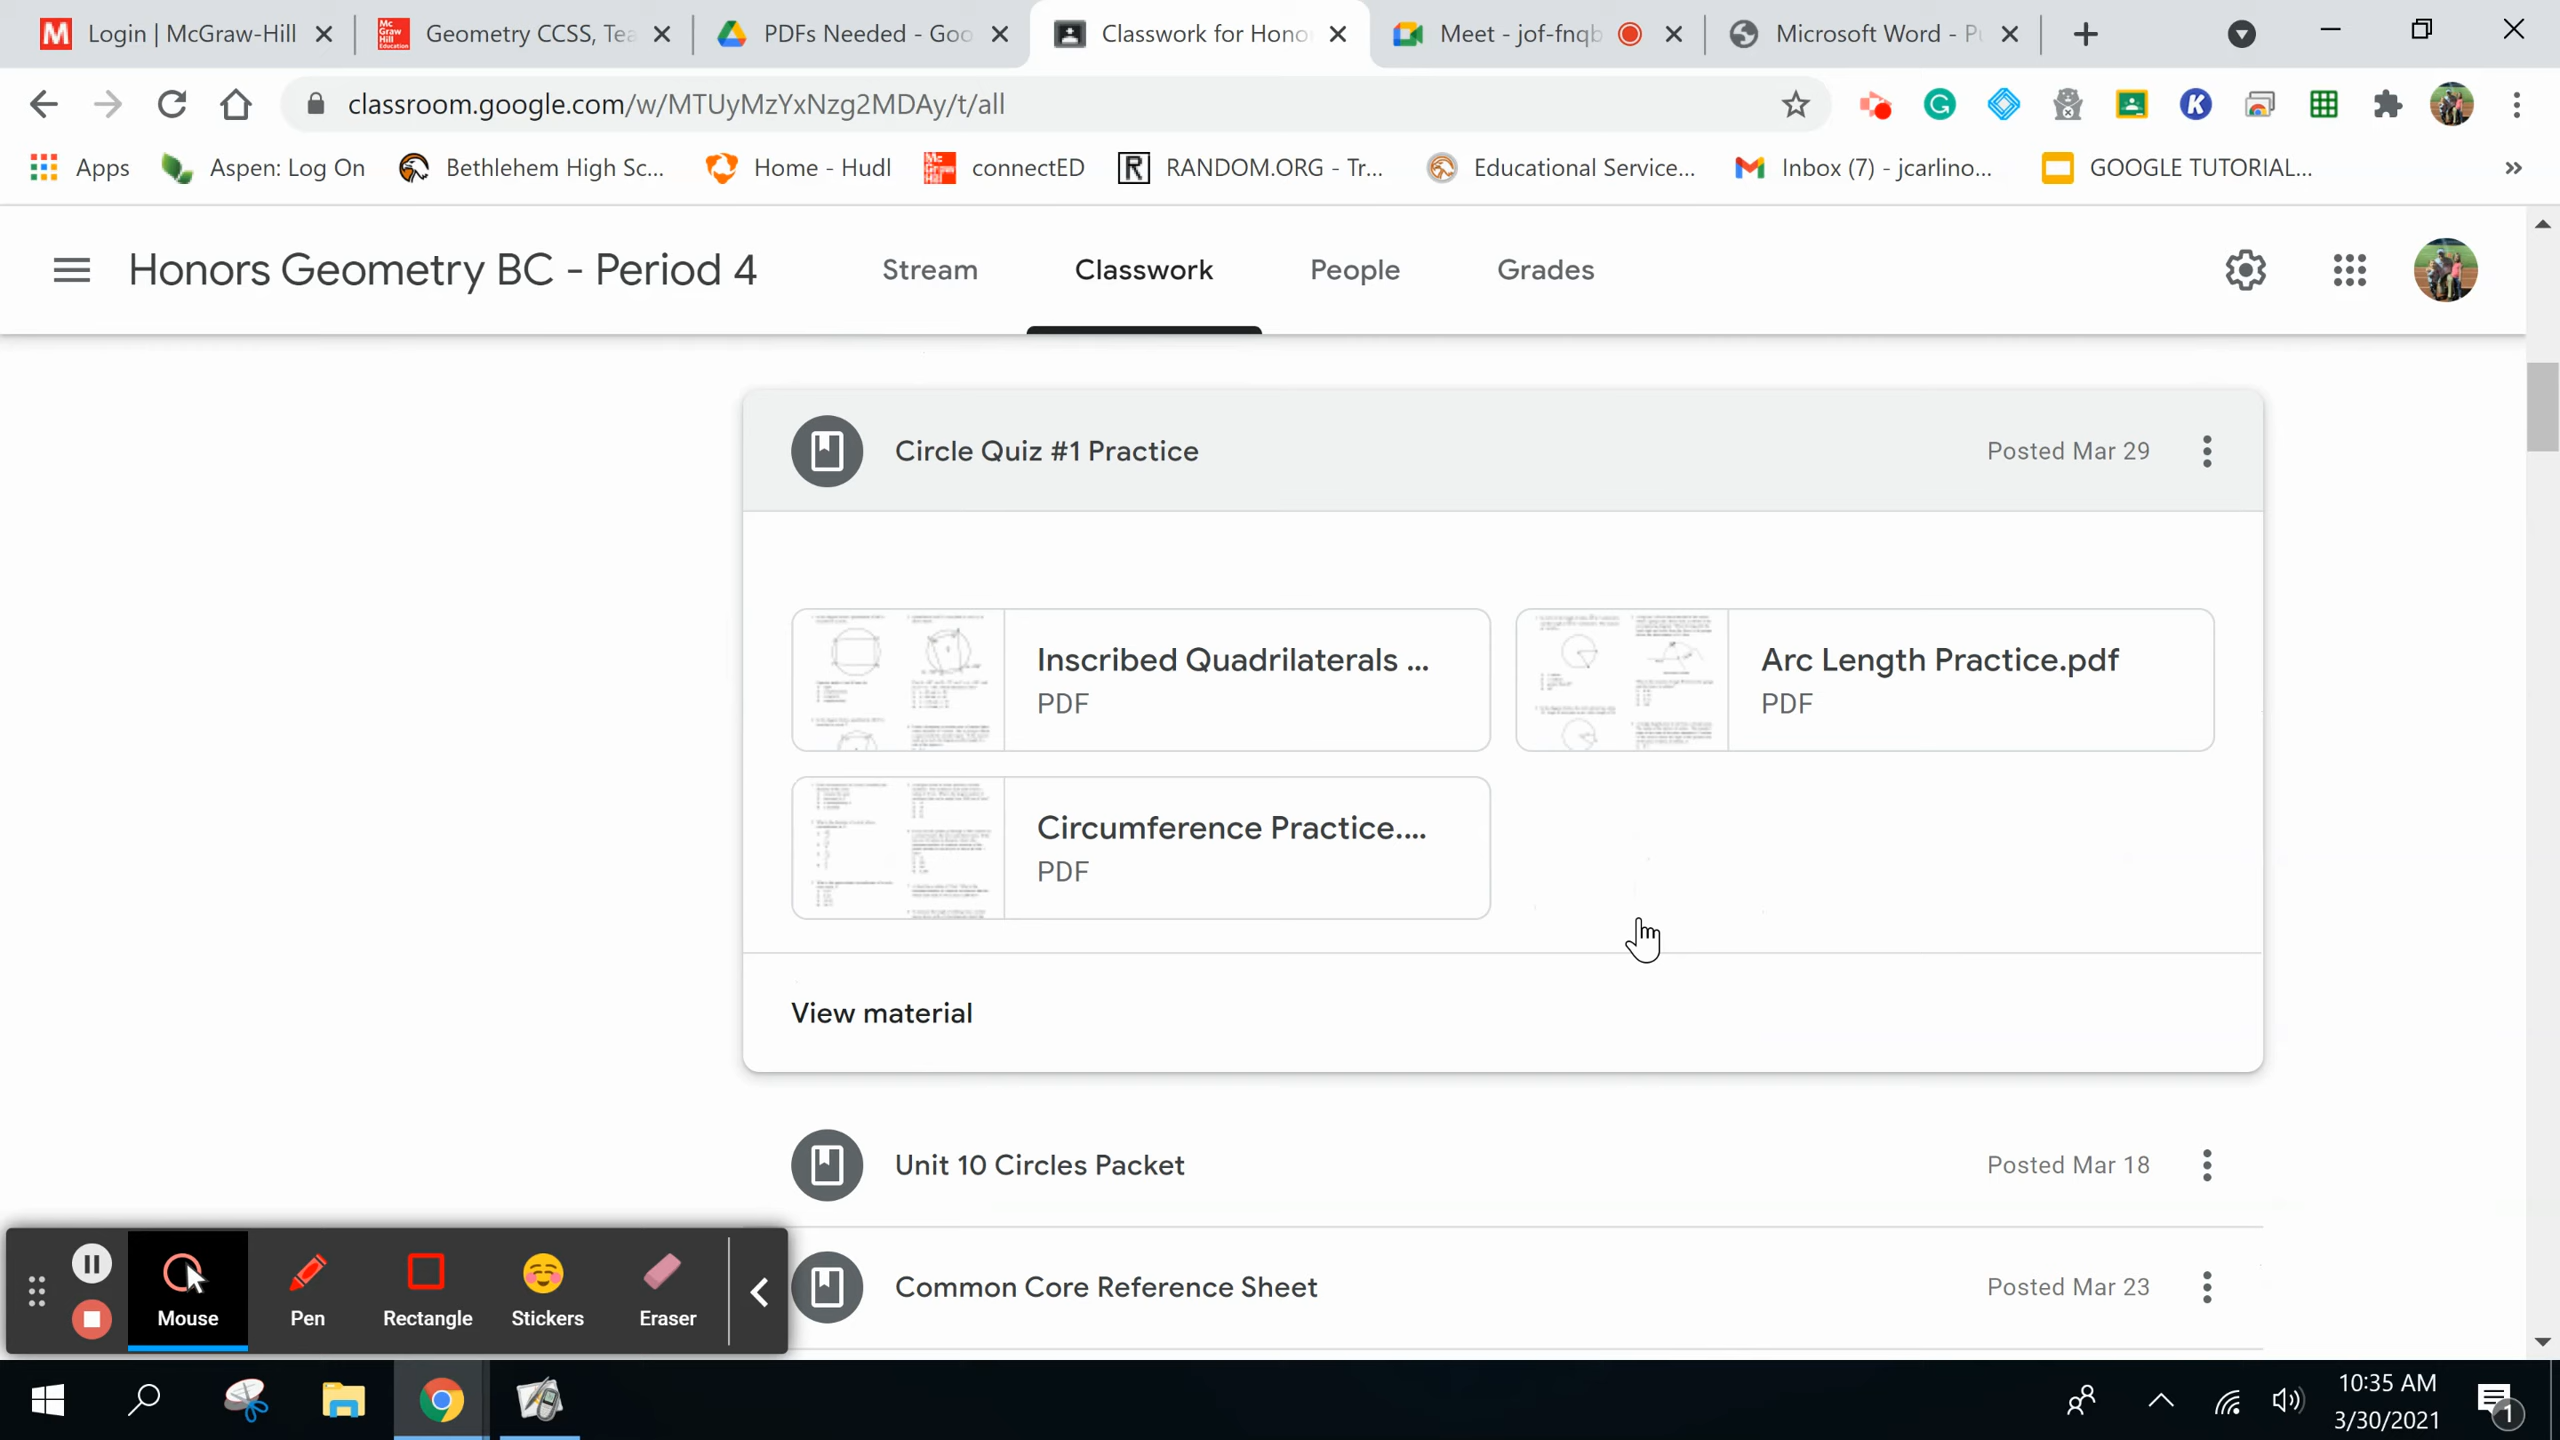 Login | McGraw-Hill
Geometry CCSS, Tea
PDFs Needed - Goo
Classwork for Hono
Meet - jof-fnqb
Microsoft Word - Pu
classroom.google.com/w/MTUyMzYxNzg2MDAy/t/all
Apps
Aspen: Log On
Bethlehem High Sc...
Home - Hudl
connectED
RANDOM.ORG - Tr...
Educational Service...
Inbox (7) - jcarlino...
GOOGLE TUTORIAL...
»
Honors Geometry BC - Period 4
Stream
Classwork
People
Grades
Circle Quiz #1 Practice
Posted Mar 29
Inscribed Quadrilaterals ...
PDF
Arc Length Practice.pdf
PDF
Circumference Practice....
PDF
View material
Unit 10 Circles Packet
Posted Mar 18
Common Core Reference Sheet
Posted Mar 23
Mouse
Pen
Rectangle
Stickers
Eraser
10:35 AM
3/30/2021
1